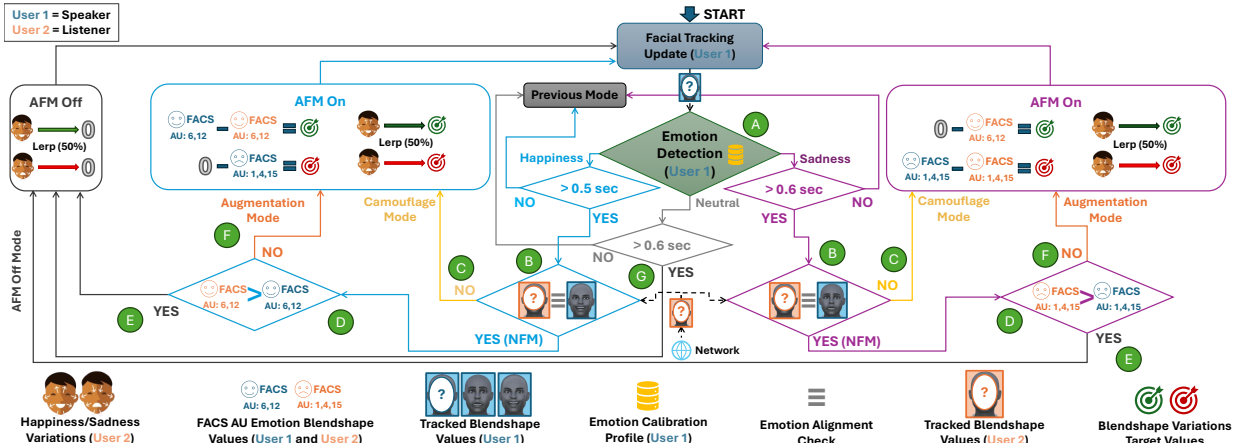 User 1 = Speaker
User 2 = Listener
START
Facial Tracking
Update (User 1)
?
Previous Mode
AFM Off
0
Lerp (50%)
0
AFM On
FACS
AU: 6,12
FACS
AU: 6,12
0
FACS
AU: 1,4,15
Lerp (50%)
A
Emotion
Detection
(User 1)
Happiness
Sadness
Neutral
> 0.5 sec
NO
YES
> 0.6 sec
NO
YES
> 0.6 sec
NO
YES
AFM On
0
FACS
AU: 6,12
FACS
AU: 1,4,15
FACS
AU: 1,4,15
Lerp (50%)
AFM Off Mode
Augmentation
Mode
Camouflage
Mode
Camouflage
Mode
Augmentation
Mode
F
NO
FACS
AU: 6,12
>
FACS
AU: 6,12
YES
E
D
C
NO
B
?
YES (NFM)
G
?
Network
B
?
YES (NFM)
C
NO
F
NO
FACS
AU: 1,4,15
>
FACS
AU: 1,4,15
D
YES
E
Happiness/Sadness
Variations (User 2)
FACS
AU: 6,12
FACS
AU: 1,4,15
FACS AU Emotion Blendshape
Values (User 1 and User 2)
?
Tracked Blendshape
Values (User 1)
Emotion Calibration
Profile (User 1)
Emotion Alignment
Check
?
Tracked Blendshape
Values (User 2)
Blendshape Variations
Target Values